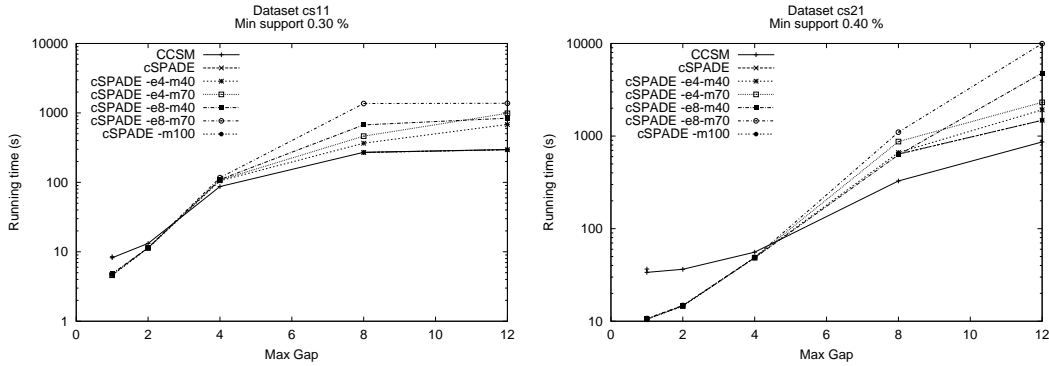 Dataset cs11
Min support 0.30 %
10000
1000
100
10
1
Running time (s)
CCSM
cSPADE
cSPADE -e4-m40
cSPADE -e4-m70
cSPADE -e8-m40
cSPADE -e8-m70
cSPADE -m100
0 2 4 6 8 10 12
Max Gap
Dataset cs21
Min support 0.40 %
10000
1000
100
10
Running time (s)
CCSM
cSPADE
cSPADE -e4-m40
cSPADE -e4-m70
cSPADE -e8-m40
cSPADE -e8-m70
cSPADE -m100
0 2 4 6 8 10 12
Max Gap